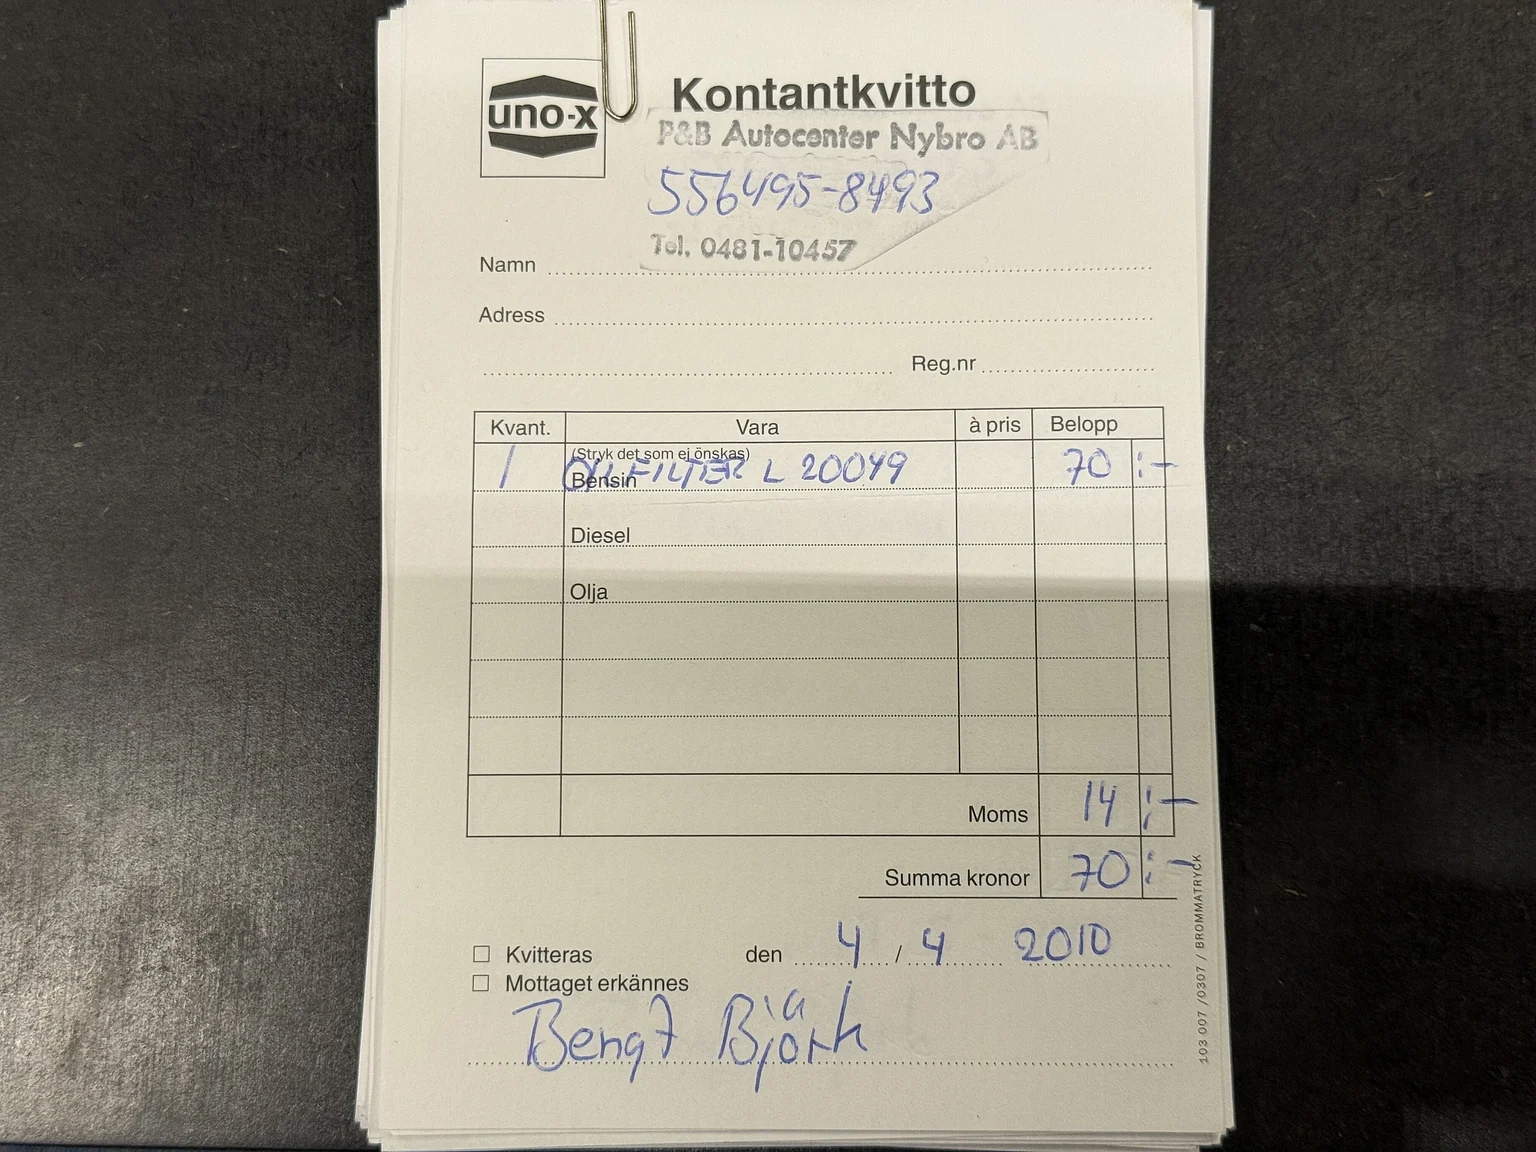 uno-x
Kontantkvitto
P&B Autocenter Nybro AB
556495-8493
Tel. 0481-10457
Namn
Adress
Reg.nr
Kvant. Vara à pris Belopp
(Stryk det som ej önskas)
1 OILFILTER L 20049 70 :-
Bensin
Diesel
Olja
Moms 14 :-
Summa kronor 70 :-
Kvitteras den 4 / 4 2010
Mottaget erkännes
Bengt Björk
103 007 /0307 / BROMMATRYCK